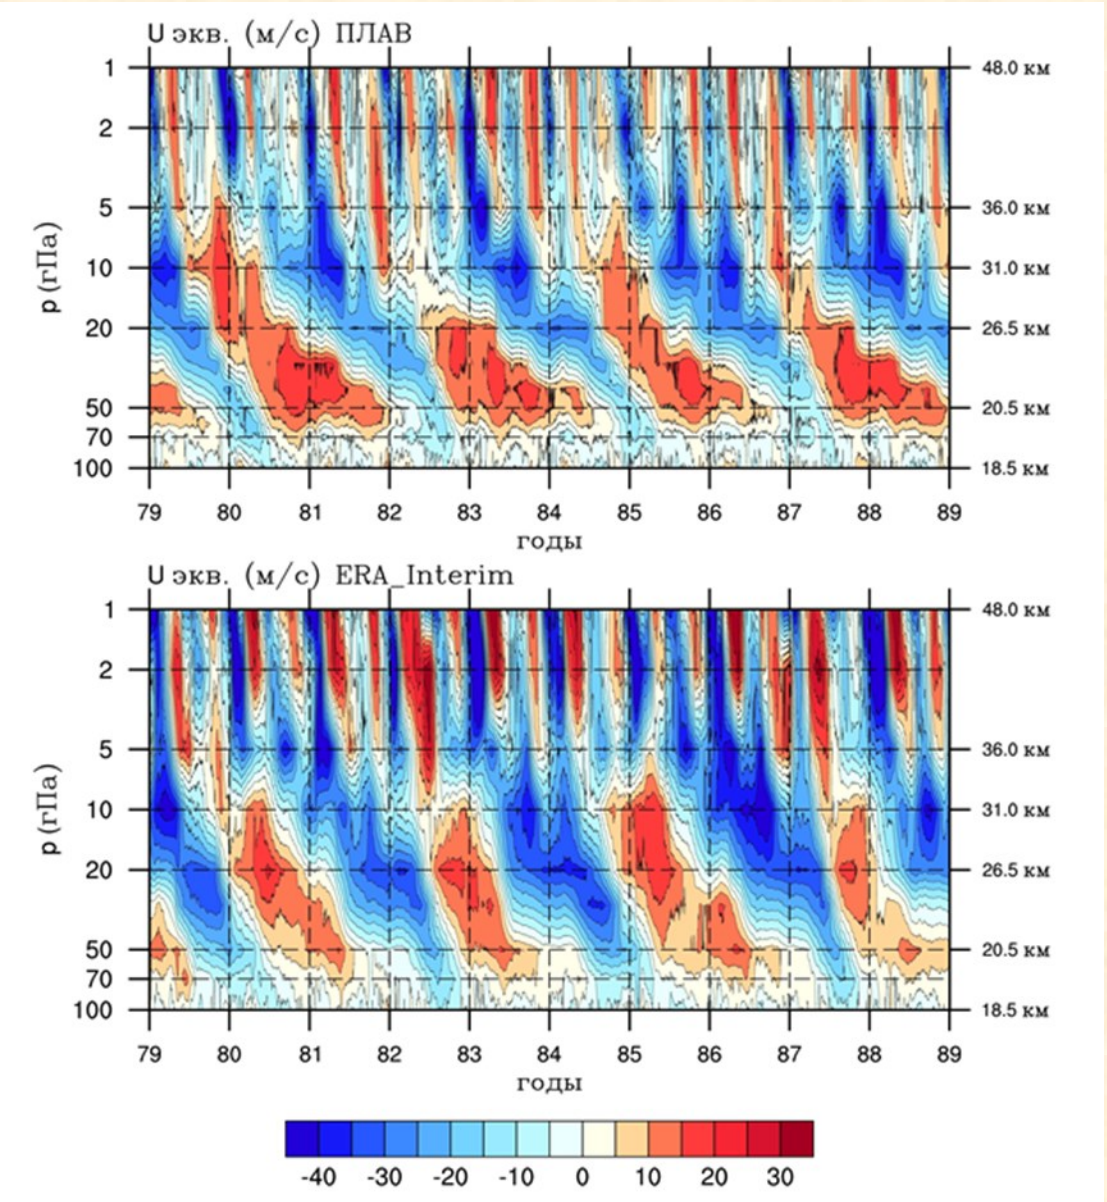 U экв. (м/с) ПЛАВ
1 48.0 км
2
5 36.0 км
10 31.0 км
20 26.5 км
50 20.5 км
70
100 18.5 км
p (гПа)
79 80 81 82 83 84 85 86 87 88 89
годы
U экв. (м/с) ERA_Interim
1 48.0 км
2
5 36.0 км
10 31.0 км
20 26.5 км
50 20.5 км
70
100 18.5 км
p (гПа)
79 80 81 82 83 84 85 86 87 88 89
годы
-40 -30 -20 -10 0 10 20 30